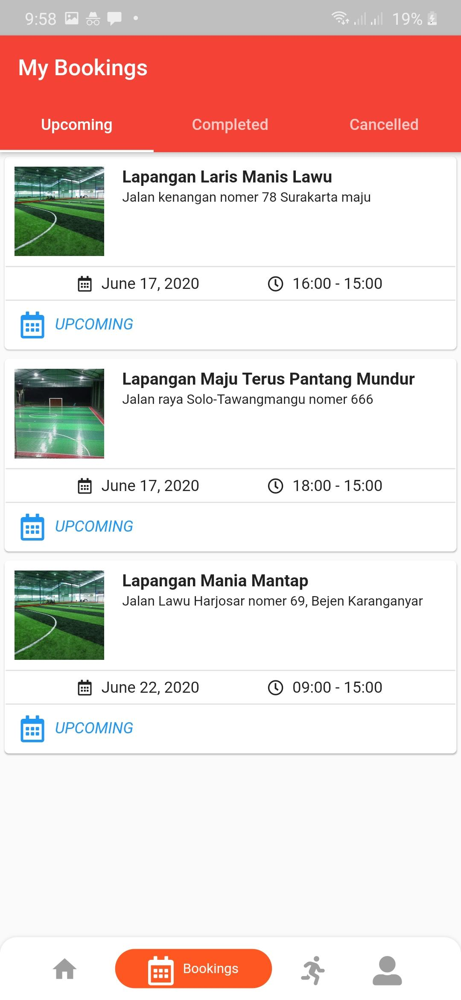 9:58
19%
My Bookings
Upcoming
Completed
Cancelled
Lapangan Laris Manis Lawu
Jalan kenangan nomer 78 Surakarta maju
June 17, 2020
16:00 - 15:00
UPCOMING
Lapangan Maju Terus Pantang Mundur
Jalan raya Solo-Tawangmangu nomer 666
June 17, 2020
18:00 - 15:00
UPCOMING
Lapangan Mania Mantap
Jalan Lawu Harjosar nomer 69, Bejen Karanganyar
June 22, 2020
09:00 - 15:00
UPCOMING
Bookings